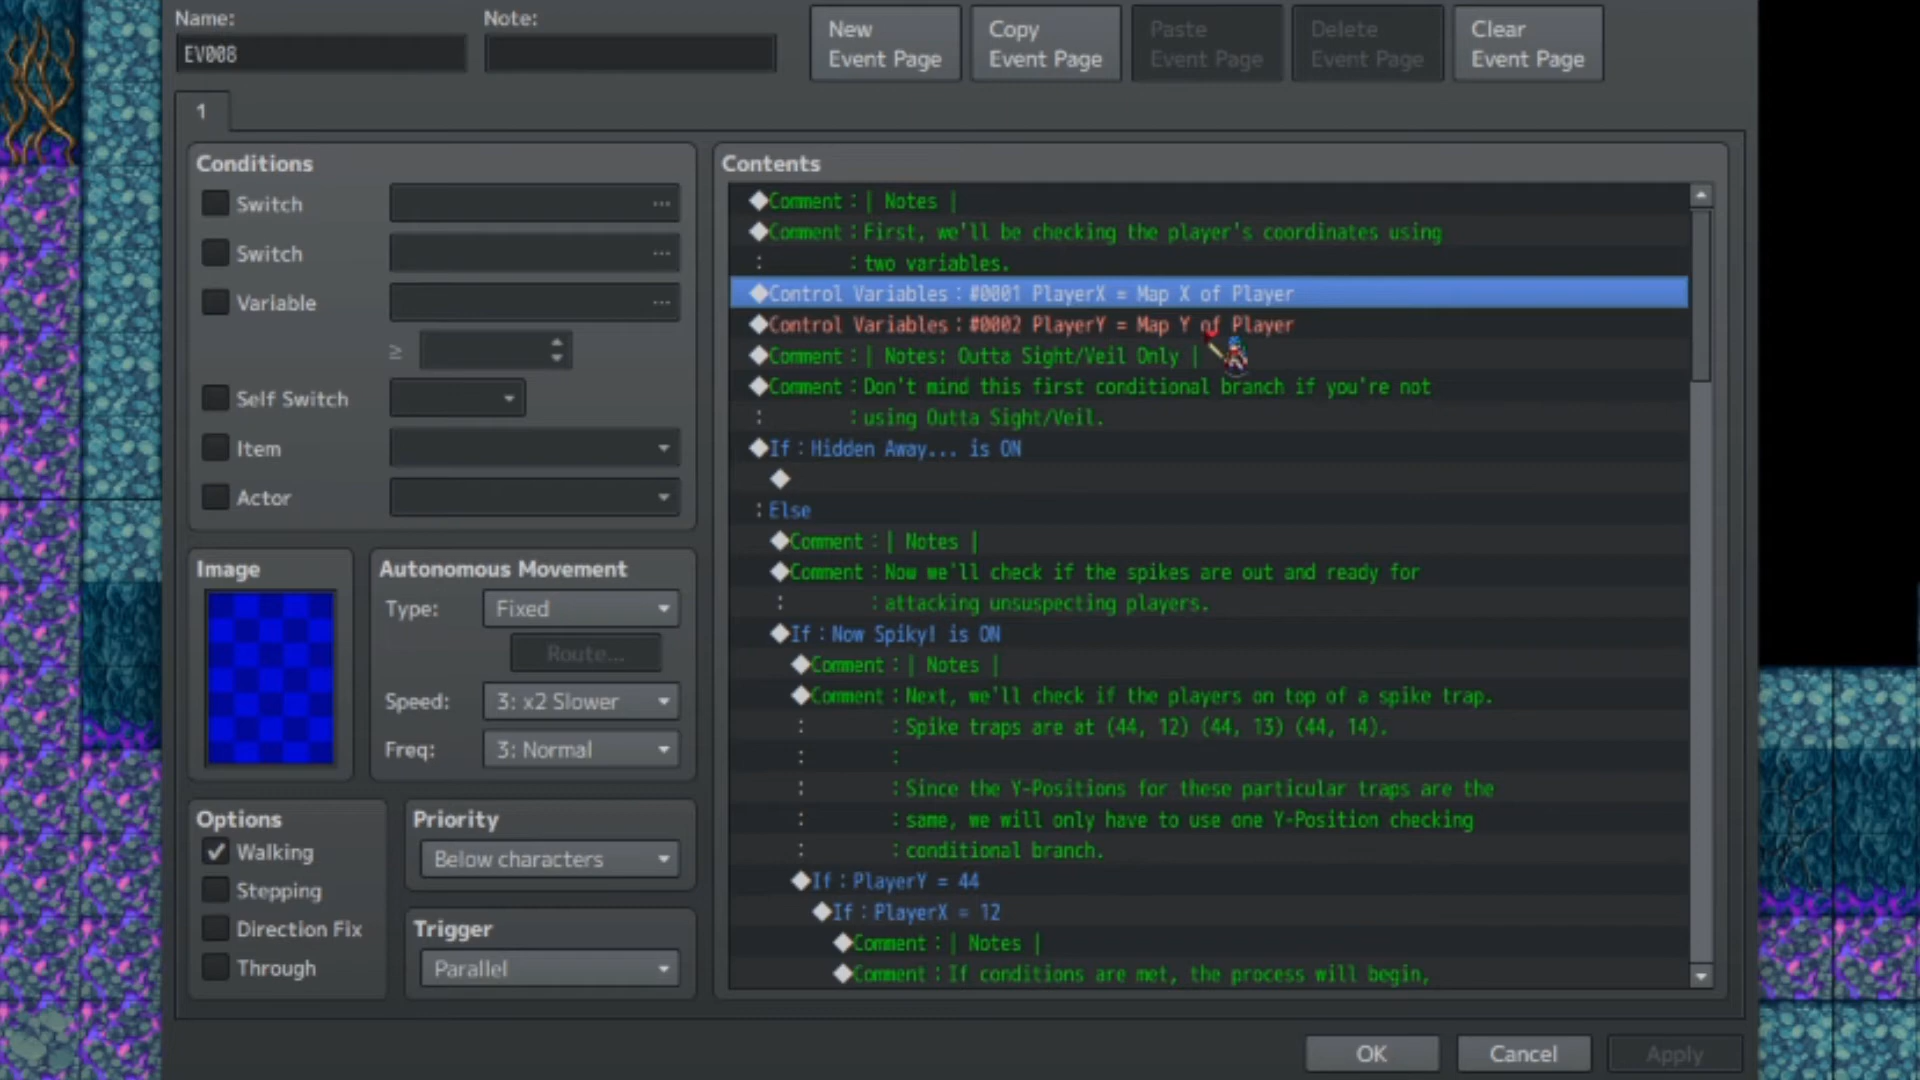 Name:
Note:
EV008
New
Event Page
Copy
Event Page
Paste
Event Page
Delete
Event Page
Clear
Event Page
1
Conditions
Switch
...
Switch
...
Variable
...
≥
Self Switch
Item
Actor
Image
Autonomous Movement
Type:
Fixed
Route...
Speed:
3: x2 Slower
Freq:
3: Normal
Options
Walking
Stepping
Direction Fix
Through
Priority
Below characters
Trigger
Parallel
Contents
◆Comment：| Notes |
◆Comment：First, we'll be checking the player's coordinates using
：　　　：two variables.
◆Control Variables：#0001 PlayerX = Map X of Player
◆Control Variables：#0002 PlayerY = Map Y of Player
◆Comment：| Notes: Outta Sight/Veil Only |
◆Comment：Don't mind this first conditional branch if you're not
：　　　：using Outta Sight/Veil.
◆If：Hidden Away... is ON
◆
：Else
◆Comment：| Notes |
◆Comment：Now we'll check if the spikes are out and ready for
：　　　：attacking unsuspecting players.
◆If：Now Spiky! is ON
◆Comment：| Notes |
◆Comment：Next, we'll check if the players on top of a spike trap.
：　　　：Spike traps are at (44, 12) (44, 13) (44, 14).
：　　　：
：　　　：Since the Y-Positions for these particular traps are the
：　　　：same, we will only have to use one Y-Position checking
：　　　：conditional branch.
◆If：PlayerY = 44
◆If：PlayerX = 12
◆Comment：| Notes |
◆Comment：If conditions are met, the process will begin,
OK
Cancel
Apply